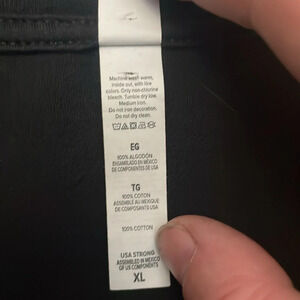 Machine wash warm,
inside out, with like
colors. Only non-chlorine
bleach. Tumble dry low.
Medium iron.
Do not iron decoration.
Do not dry clean.
EG
100% ALGODÓN
ENSAMBLADO EN MÉXICO
DE COMPONENTES DE USA
TG
100% COTON
ASSEMBLÉ AU MEXIQUE
DE COMPOSANTS USA
100% COTTON
USA STRONG
ASSEMBLED IN MEXICO
OF US COMPONENTS
XL